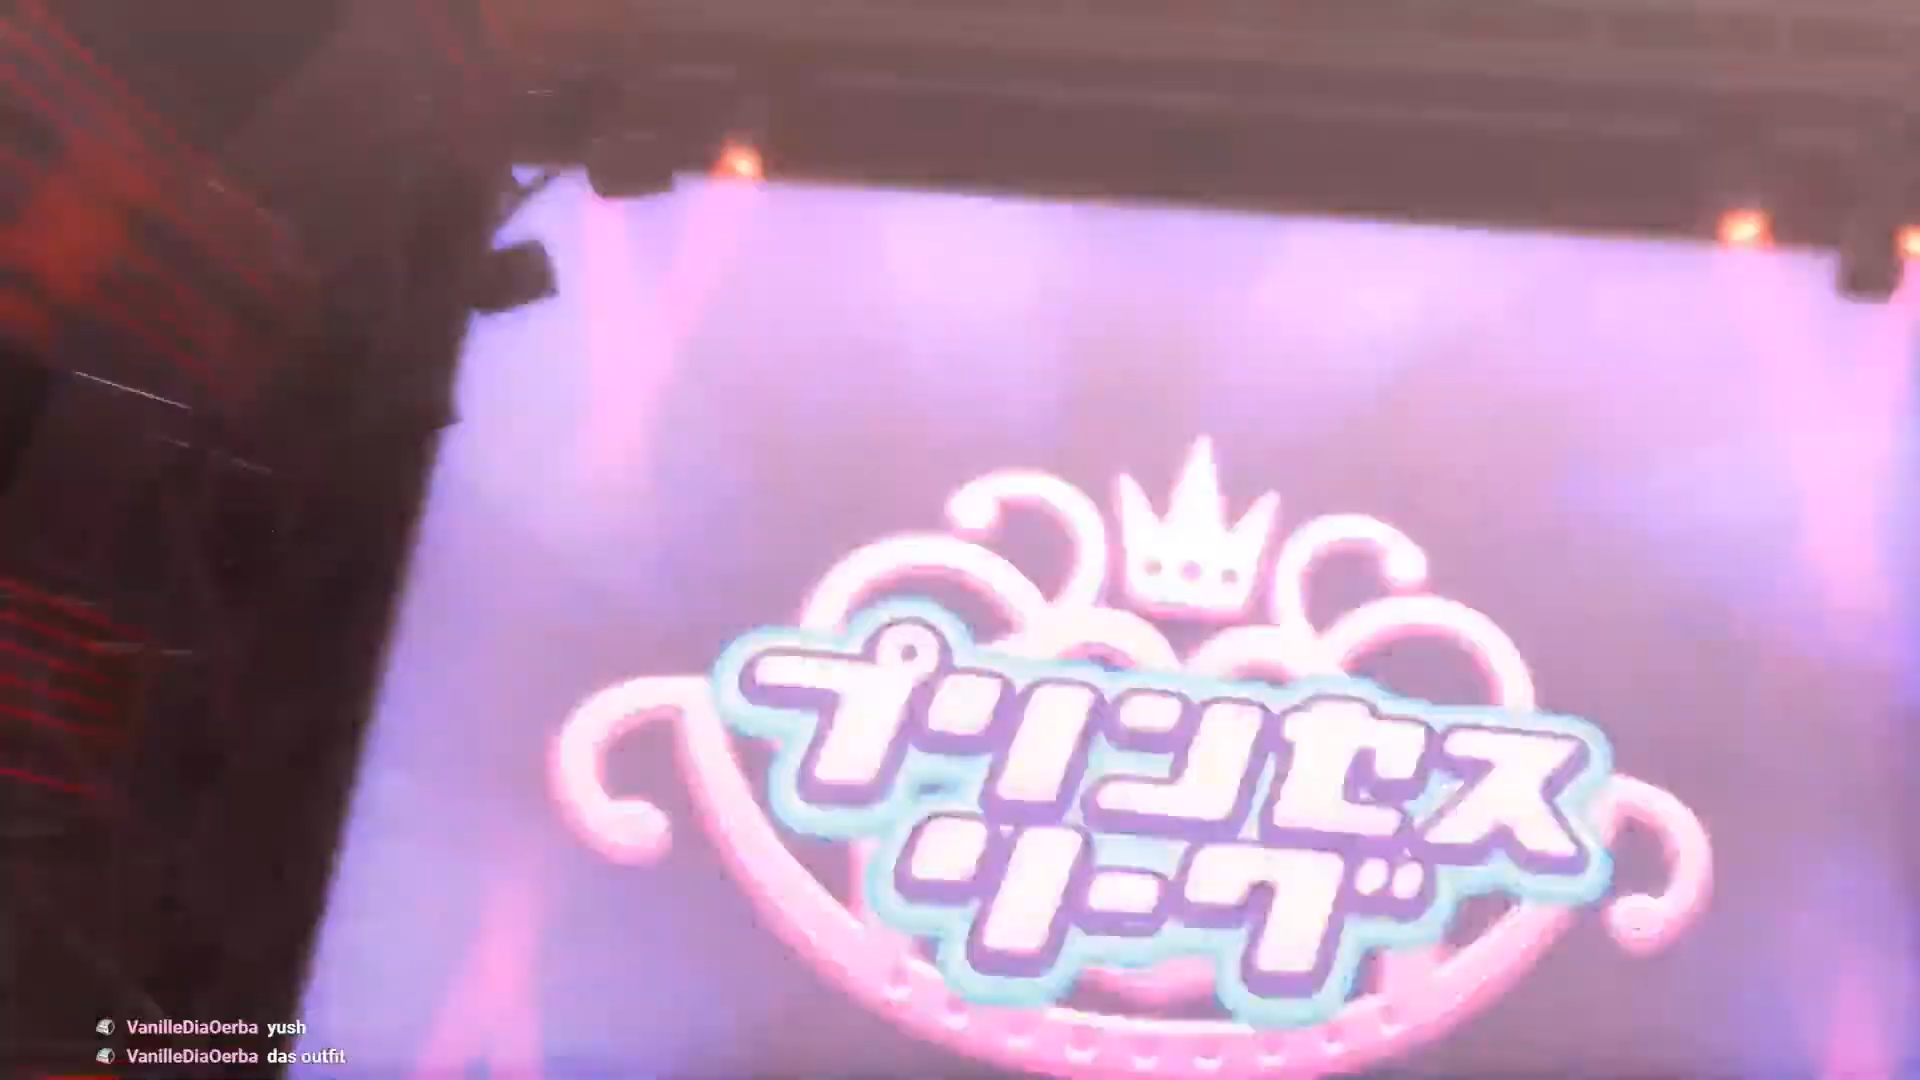 プリンセス
リーグ
VanilleDiaOerba yush
VanilleDiaOerba das outfit